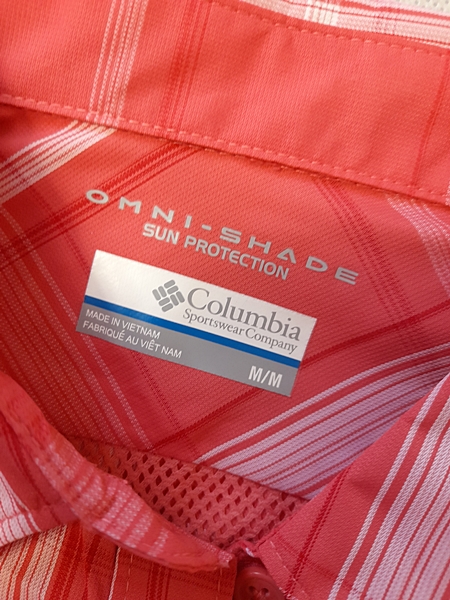 OMNI-SHADE
SUN PROTECTION
Columbia
Sportswear Company
MADE IN VIETNAM
FABRIQUÉ AU VIÊT NAM
M/M